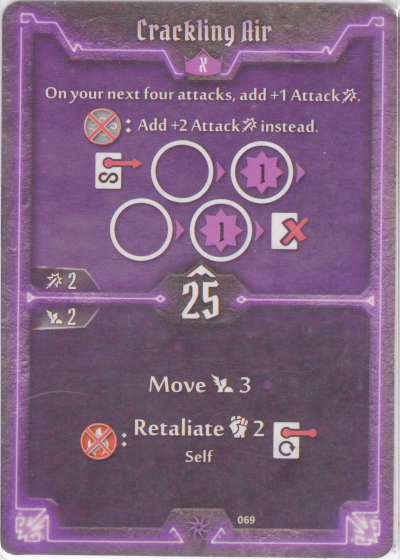 Crackling Air
X
On your next four attacks, add +1 Attack.
: Add +2 Attack instead.
1
1
2
25
2
Move 3
: Retaliate 2
Self
069